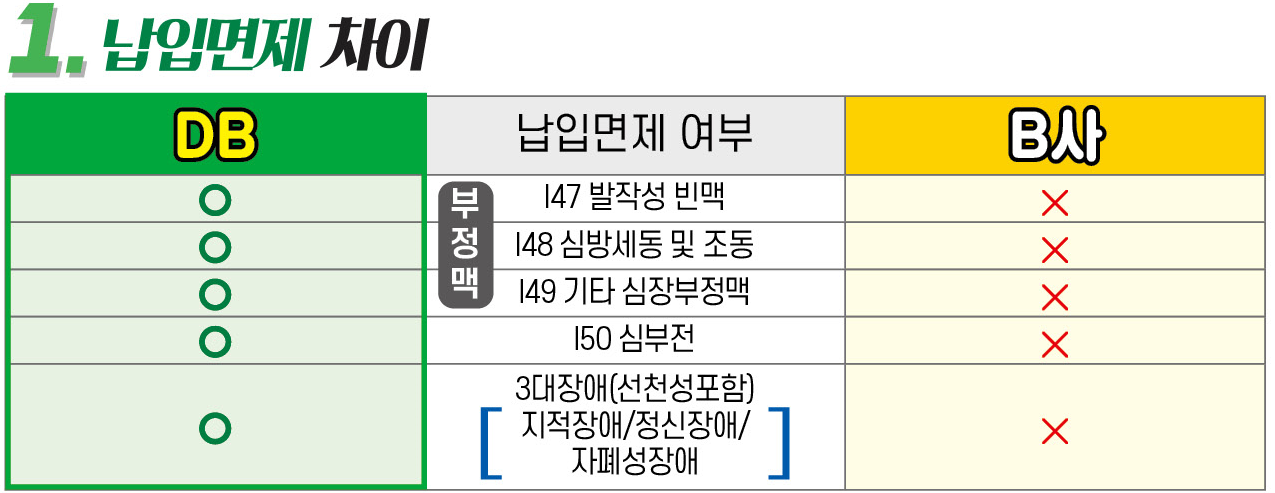 1. 납입면제 차이
DB 납입면제 여부 B사
부정맥
○ I47 발작성 빈맥 ×
○ I48 심방세동 및 조동 ×
○ I49 기타 심장부정맥 ×
○ I50 심부전 ×
3대장애(선천성포함)
○ [지적장애/정신장애/ ×
자폐성장애]